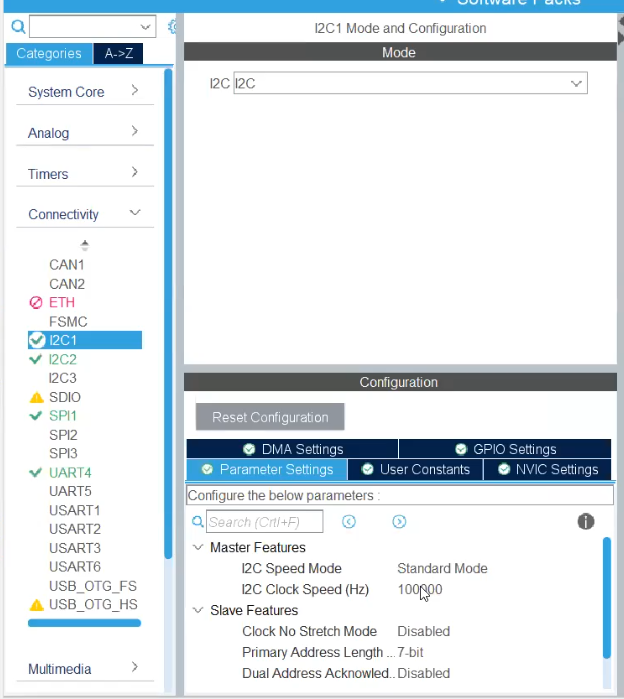 Software Packs
I2C1 Mode and Configuration
Categories A->Z
Mode
System Core
I2C I2C
Analog
Timers
Connectivity
CAN1
CAN2
ETH
FSMC
I2C1
I2C2
I2C3
SDIO
SPI1
SPI2
SPI3
UART4
UART5
USART1
USART2
USART3
USART6
USB_OTG_FS
USB_OTG_HS
Multimedia
Configuration
Reset Configuration
DMA Settings GPIO Settings
Parameter Settings User Constants NVIC Settings
Configure the below parameters :
Search (Crtl+F)
Master Features
I2C Speed Mode Standard Mode
I2C Clock Speed (Hz) 100000
Slave Features
Clock No Stretch Mode Disabled
Primary Address Length ... 7-bit
Dual Address Acknowled... Disabled